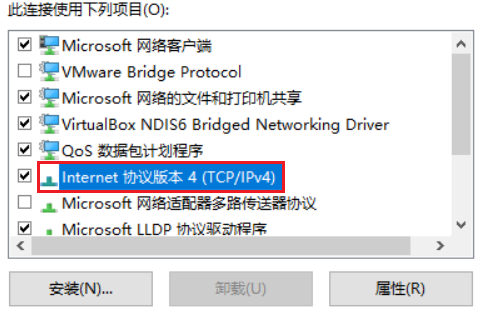 此连接使用下列项目(O):
Microsoft 网络客户端
VMware Bridge Protocol
Microsoft 网络的文件和打印机共享
VirtualBox NDIS6 Bridged Networking Driver
QoS 数据包计划程序
Internet 协议版本 4 (TCP/IPv4)
Microsoft 网络适配器多路传送器协议
Microsoft LLDP 协议驱动程序
安装(N)...
卸载(U)
属性(R)